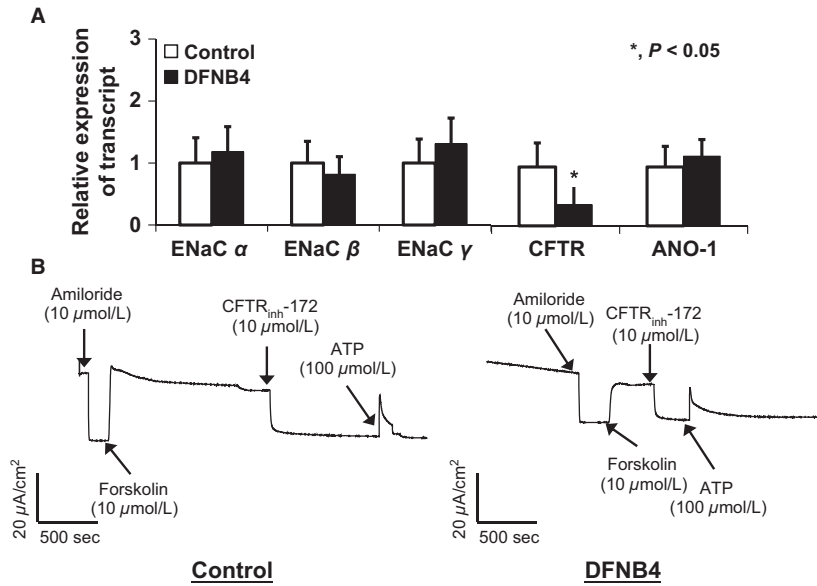 A
Relative expression
of transcript
3
2
1
0
Control
DFNB4
*, P < 0.05
*
ENaC α
ENaC β
ENaC γ
CFTR
ANO-1
B
Amiloride
(10 µmol/L)
CFTRinh-172
(10 µmol/L)
ATP
(100 µmol/L)
Forskolin
(10 µmol/L)
20 µA/cm²
500 sec
Control
Amiloride
(10 µmol/L)
CFTRinh-172
(10 µmol/L)
Forskolin
(10 µmol/L)
ATP
(100 µmol/L)
20 µA/cm²
500 sec
DFNB4